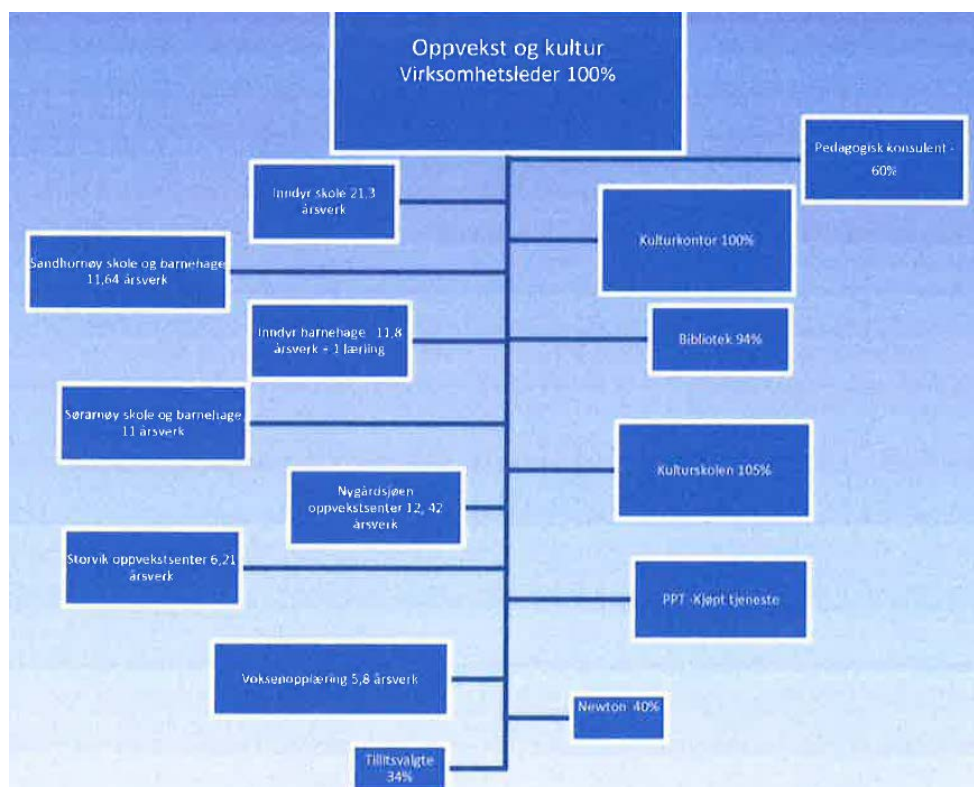 Oppvekst og kultur
Virksomhetsleder 100%
Pedagogisk konsulent -
60%
Inndyr skole 21,3
årsverk
Kulturkontor 100%
Sandhornøy skole og barnehage
11,64 årsverk
Inndyr barnehage 11,8
årsverk + 1 lærling
Bibliotek 94%
Sørarnøy skole og barnehage
11 årsverk
Kulturskolen 105%
Nygårdsjøen
oppvekstsenter 12, 42
årsverk
Storvik oppvekstsenter 6,21
årsverk
PPT -Kjøpt tjeneste
Voksenopplæring 5,8 årsverk
Newton 40%
Tillitsvalgte
34%